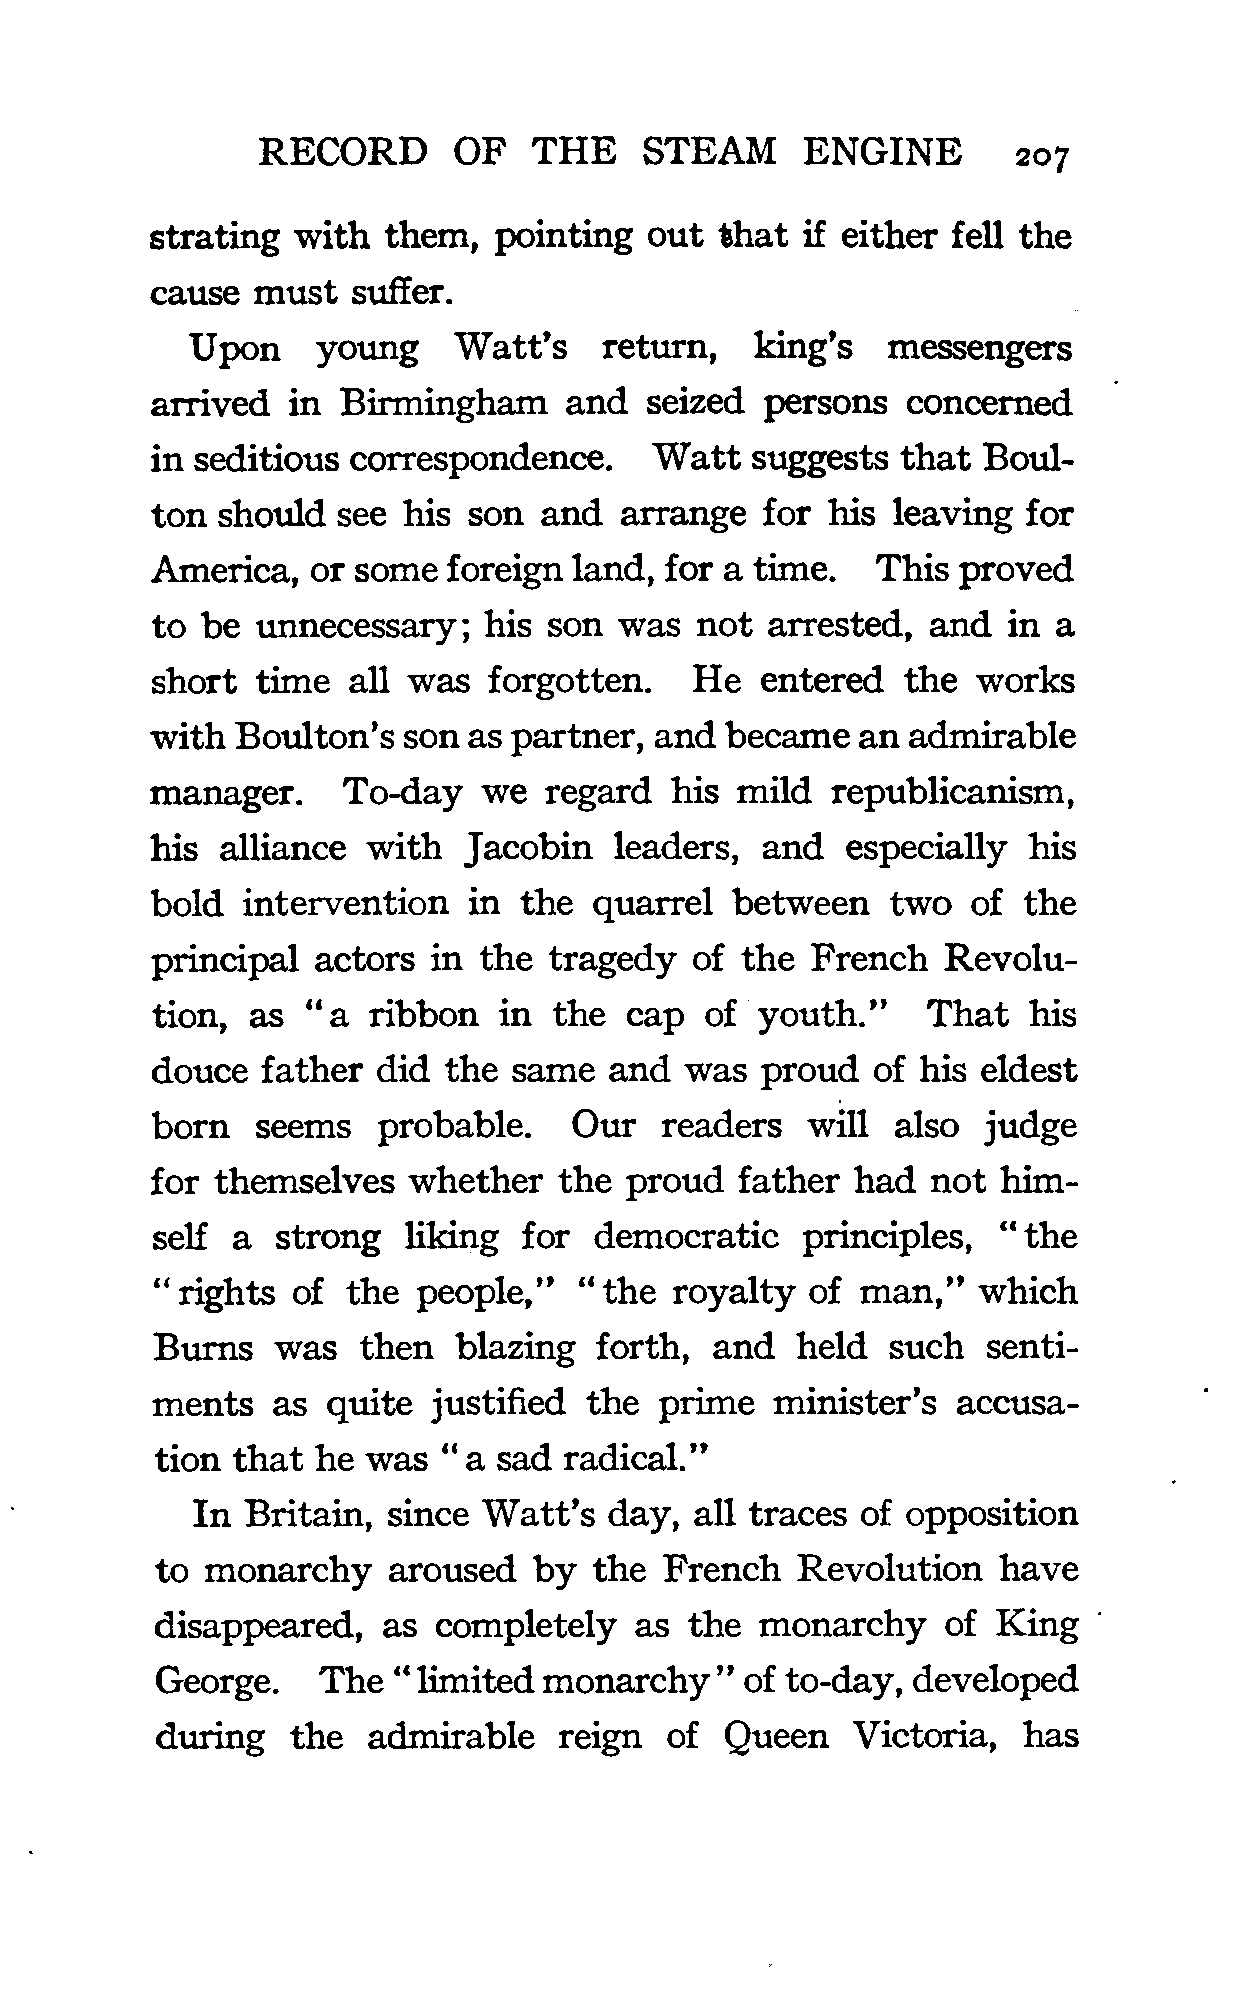 RECORD OF THE STEAM ENGINE 207
strating with them, pointing out that if either fell the
cause must suffer.
Upon young Watt's return, king's messengers
arrived in Birmingham and seized persons concerned
in seditious correspondence. Watt suggests that Boul-
ton should see his son and arrange for his leaving for
America, or some foreign land, for a time. This proved
to be unnecessary; his son was not arrested, and in a
short time all was forgotten. He entered the works
with Boulton's son as partner, and became an admirable
manager. To-day we regard his mild republicanism,
his alliance with Jacobin leaders, and especially his
bold intervention in the quarrel between two of the
principal actors in the tragedy of the French Revolu-
tion, as "a ribbon in the cap of youth." That his
douce father did the same and was proud of his eldest
born seems probable. Our readers will also judge
for themselves whether the proud father had not him-
self a strong liking for democratic principles, "the
"rights of the people," "the royalty of man," which
Burns was then blazing forth, and held such senti-
ments as quite justified the prime minister's accusa-
tion that he was "a sad radical."
In Britain, since Watt's day, all traces of opposition
to monarchy aroused by the French Revolution have
disappeared, as completely as the monarchy of King
George. The "limited monarchy" of to-day, developed
during the admirable reign of Queen Victoria, has